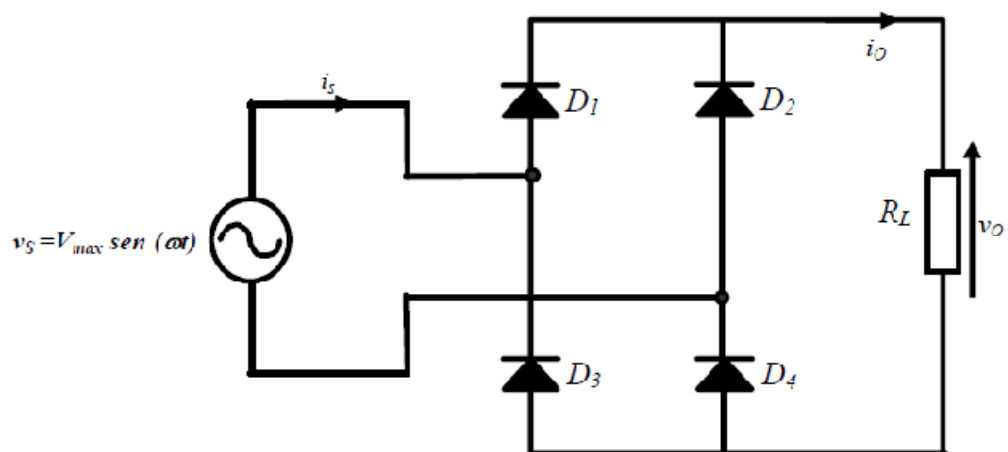 i_O
i_s
D_1
D_2
R_L
v_O
v_S=V_max sen (ωt)
D_3
D_4